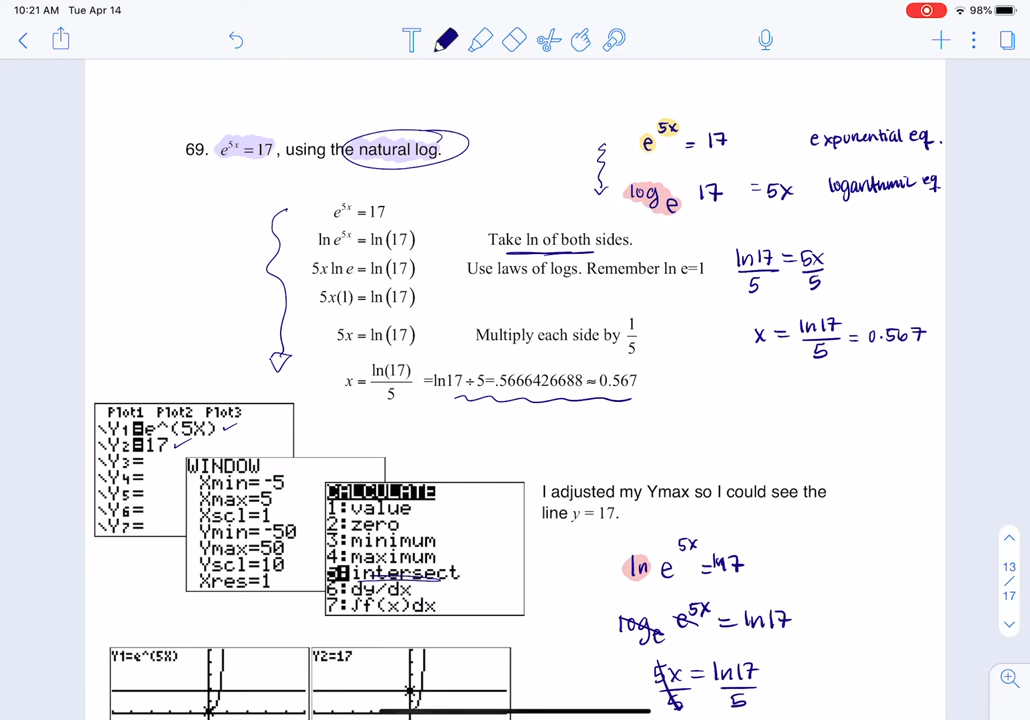 10:21 AM Tue Apr 14
98%
T
69. e^{5x} = 17, using the natural log.
e^{5x} = 17
ln e^{5x} = ln(17) Take ln of both sides.
5x ln e = ln(17) Use laws of logs. Remember ln e=1
5x(1) = ln(17)
5x = ln(17) Multiply each side by 1/5
x = ln(17)/5 =ln17 ÷ 5=.5666426688 ≈ 0.567
e^{5x} = 17 exponential eq.
log_e 17 = 5x logarithmic eq
ln17/5 = 5x/5
x = ln17/5 = 0.567
Plot1 Plot2 Plot3
\Y1=e^(5X)
\Y2=17
\Y3=
\Y4=
\Y5=
\Y6=
\Y7=
WINDOW
Xmin=-5
Xmax=5
Xscl=1
Ymin=-50
Ymax=50
Yscl=10
Xres=1
CALCULATE
1:value
2:zero
3:minimum
4:maximum
5:intersect
6:dy/dx
7:∫f(x)dx
I adjusted my Ymax so I could see the
line y = 17.
ln e^{5x} = ln17
log_e e^{5x} = ln17
5x/5 = ln17/5
Y1=e^(5X)
Y2=17
13
/
17